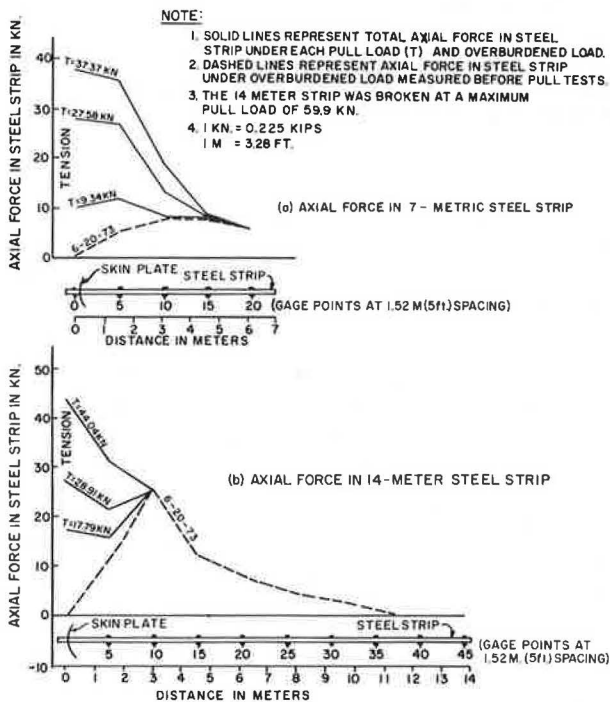 NOTE:
1. SOLID LINES REPRESENT TOTAL AXIAL FORCE IN STEEL
STRIP UNDER EACH PULL LOAD (T) AND OVERBURDENED LOAD.
2. DASHED LINES REPRESENT AXIAL FORCE IN STEEL STRIP
UNDER OVERBURDENED LOAD MEASURED BEFORE PULL TESTS.
3. THE 14 METER STRIP WAS BROKEN AT A MAXIMUM
PULL LOAD OF 59.9 KN.
4. 1 KN. = 0.225 KIPS
1 M = 3.28 FT.
AXIAL FORCE IN STEEL STRIP IN KN.
40
30
20
10
0
TENSION
T=37.37 KN
T=27.58 KN
T=9.34 KN
6-20-73
(a) AXIAL FORCE IN 7- METRIC STEEL STRIP
SKIN PLATE
STEEL STRIP
0 5 10 15 20
(GAGE POINTS AT 1.52 M (5ft.) SPACING)
0 1 2 3 4 5 6 7
DISTANCE IN METERS
AXIAL FORCE IN STEEL STRIP IN KN.
50
40
30
20
10
0
-10
TENSION
T=44.04 KN
T=28.91 KN
T=17.79 KN
6-20-73
(b) AXIAL FORCE IN 14-METER STEEL STRIP
SKIN PLATE
STEEL STRIP
5 10 15 20 25 30 35 40 45
(GAGE POINTS AT
1.52 M. (5ft) SPACING)
0 1 2 3 4 5 6 7 8 9 10 11 12 13 14
DISTANCE IN METERS